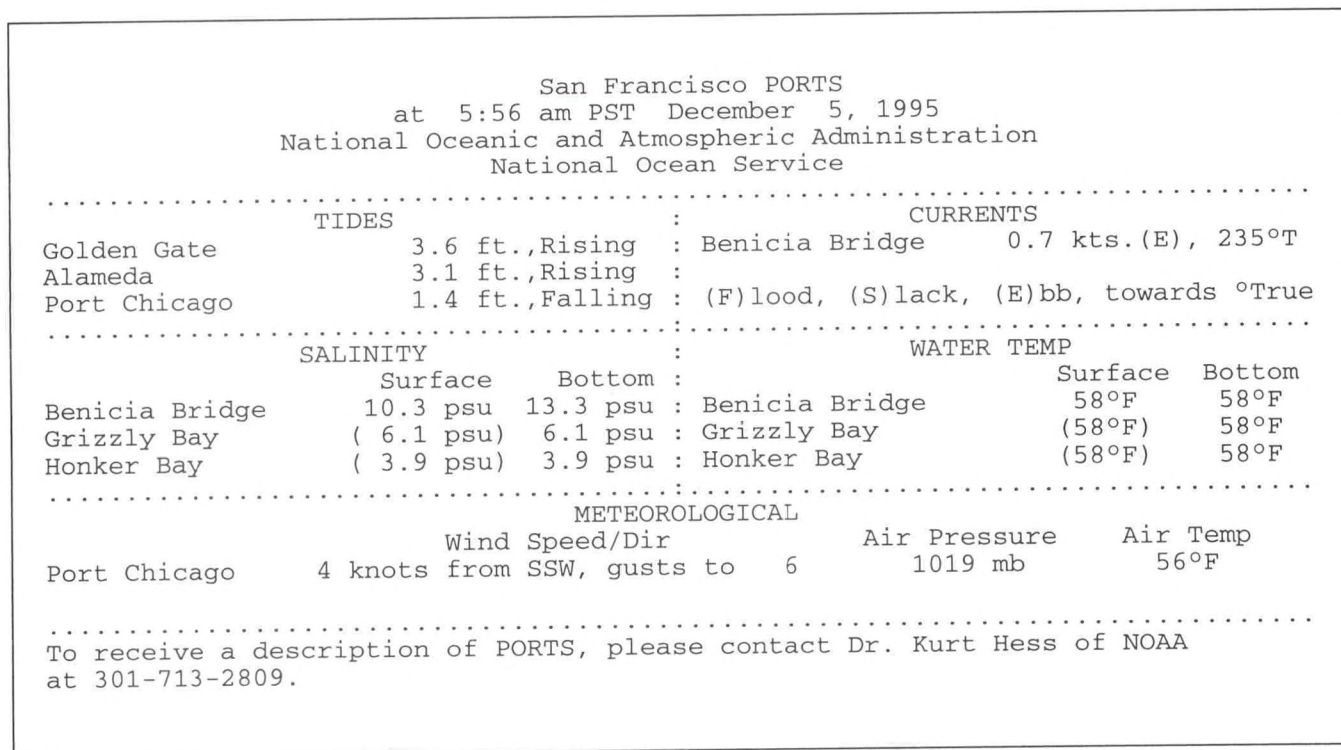 San Francisco PORTS
at 5:56 am PST December 5, 1995
National Oceanic and Atmospheric Administration
National Ocean Service
TIDES : CURRENTS
Golden Gate 3.6 ft.,Rising : Benicia Bridge 0.7 kts.(E), 235°T
Alameda 3.1 ft.,Rising :
Port Chicago 1.4 ft.,Falling : (F)lood, (S)lack, (E)bb, towards °True
SALINITY : WATER TEMP
Surface Bottom : Surface Bottom
Benicia Bridge 10.3 psu 13.3 psu : Benicia Bridge 58°F 58°F
Grizzly Bay ( 6.1 psu) 6.1 psu : Grizzly Bay (58°F) 58°F
Honker Bay ( 3.9 psu) 3.9 psu : Honker Bay (58°F) 58°F
METEOROLOGICAL
Wind Speed/Dir Air Pressure Air Temp
Port Chicago 4 knots from SSW, gusts to 6 1019 mb 56°F
To receive a description of PORTS, please contact Dr. Kurt Hess of NOAA
at 301-713-2809.